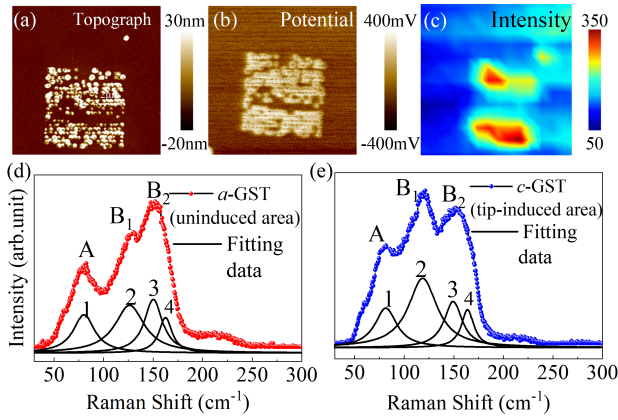 (a) Topograph
30nm
-20nm
(b) Potential
400mV
-400mV
(c) Intensity
350
50
(d)
A
B1
B2
a-GST
(uninduced area)
Fitting
data
1
2
3
4
Intensity (arb.unit)
50 100 150 200 250 300
Raman Shift (cm-1)
(e)
A
B1
B2
c-GST
(tip-induced area)
Fitting
data
1
2
3
4
50 100 150 200 250 300
Raman Shift (cm-1)